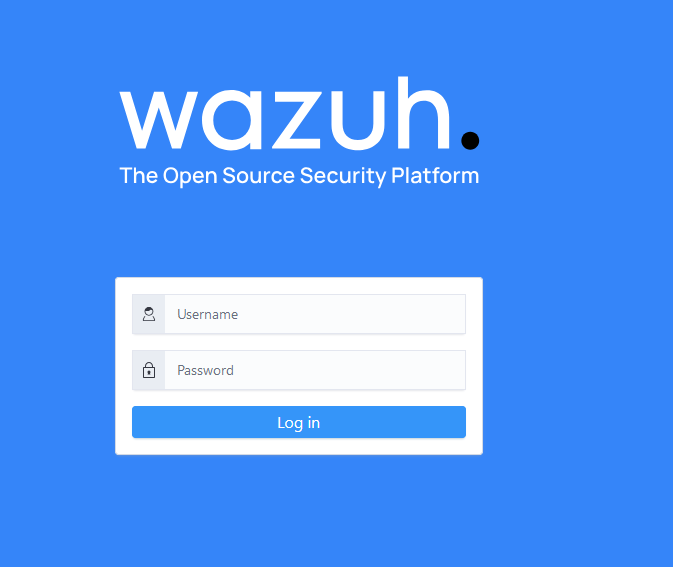 wazuh.
The Open Source Security Platform
Username
Password
Log in